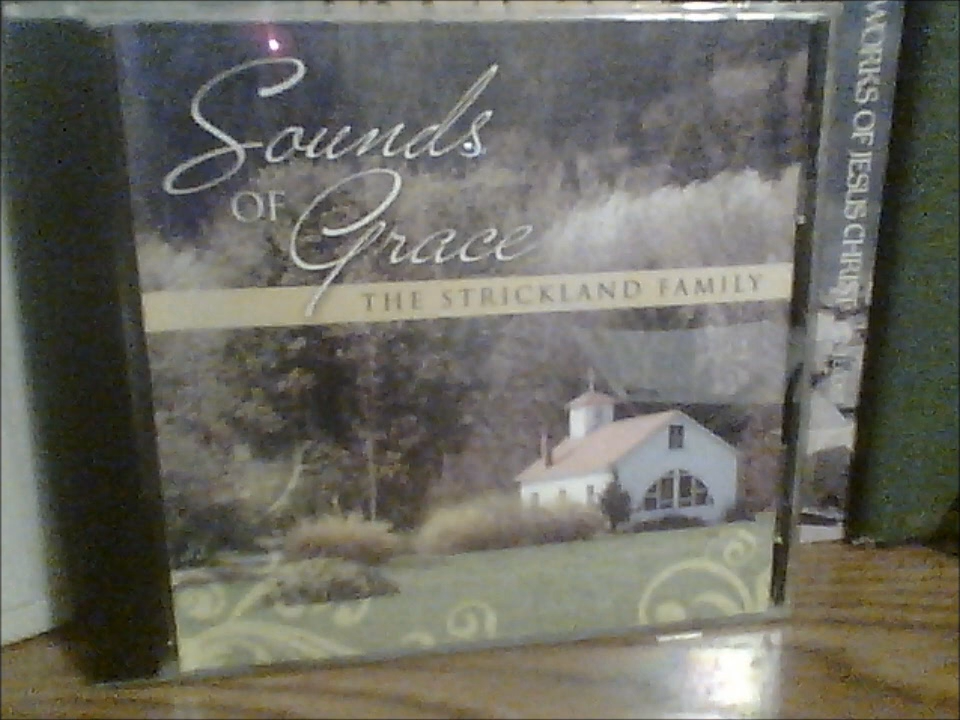 Sounds
OF Grace
THE STRICKLAND FAMILY
WORKS OF JESUS CHRIST